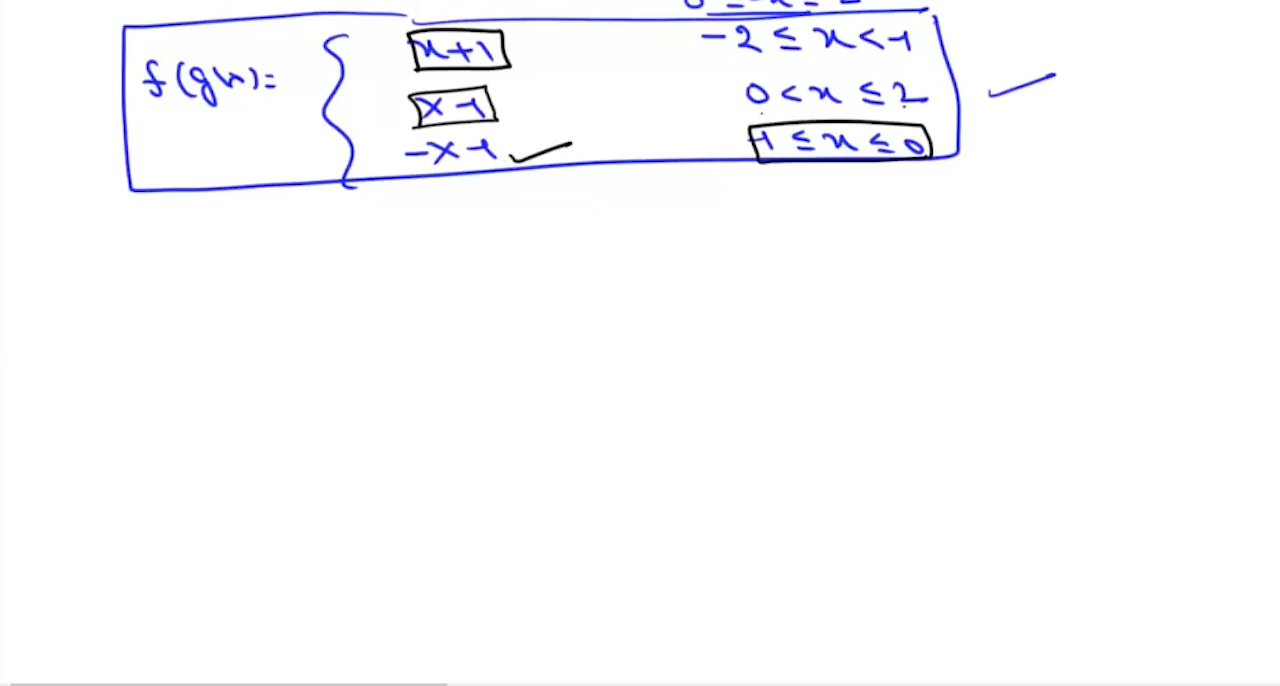 x+1 -2 ≤ x < -1
f(g(x)) = { x-1 0 < x ≤ 2
-x-1 -1 ≤ x ≤ 0